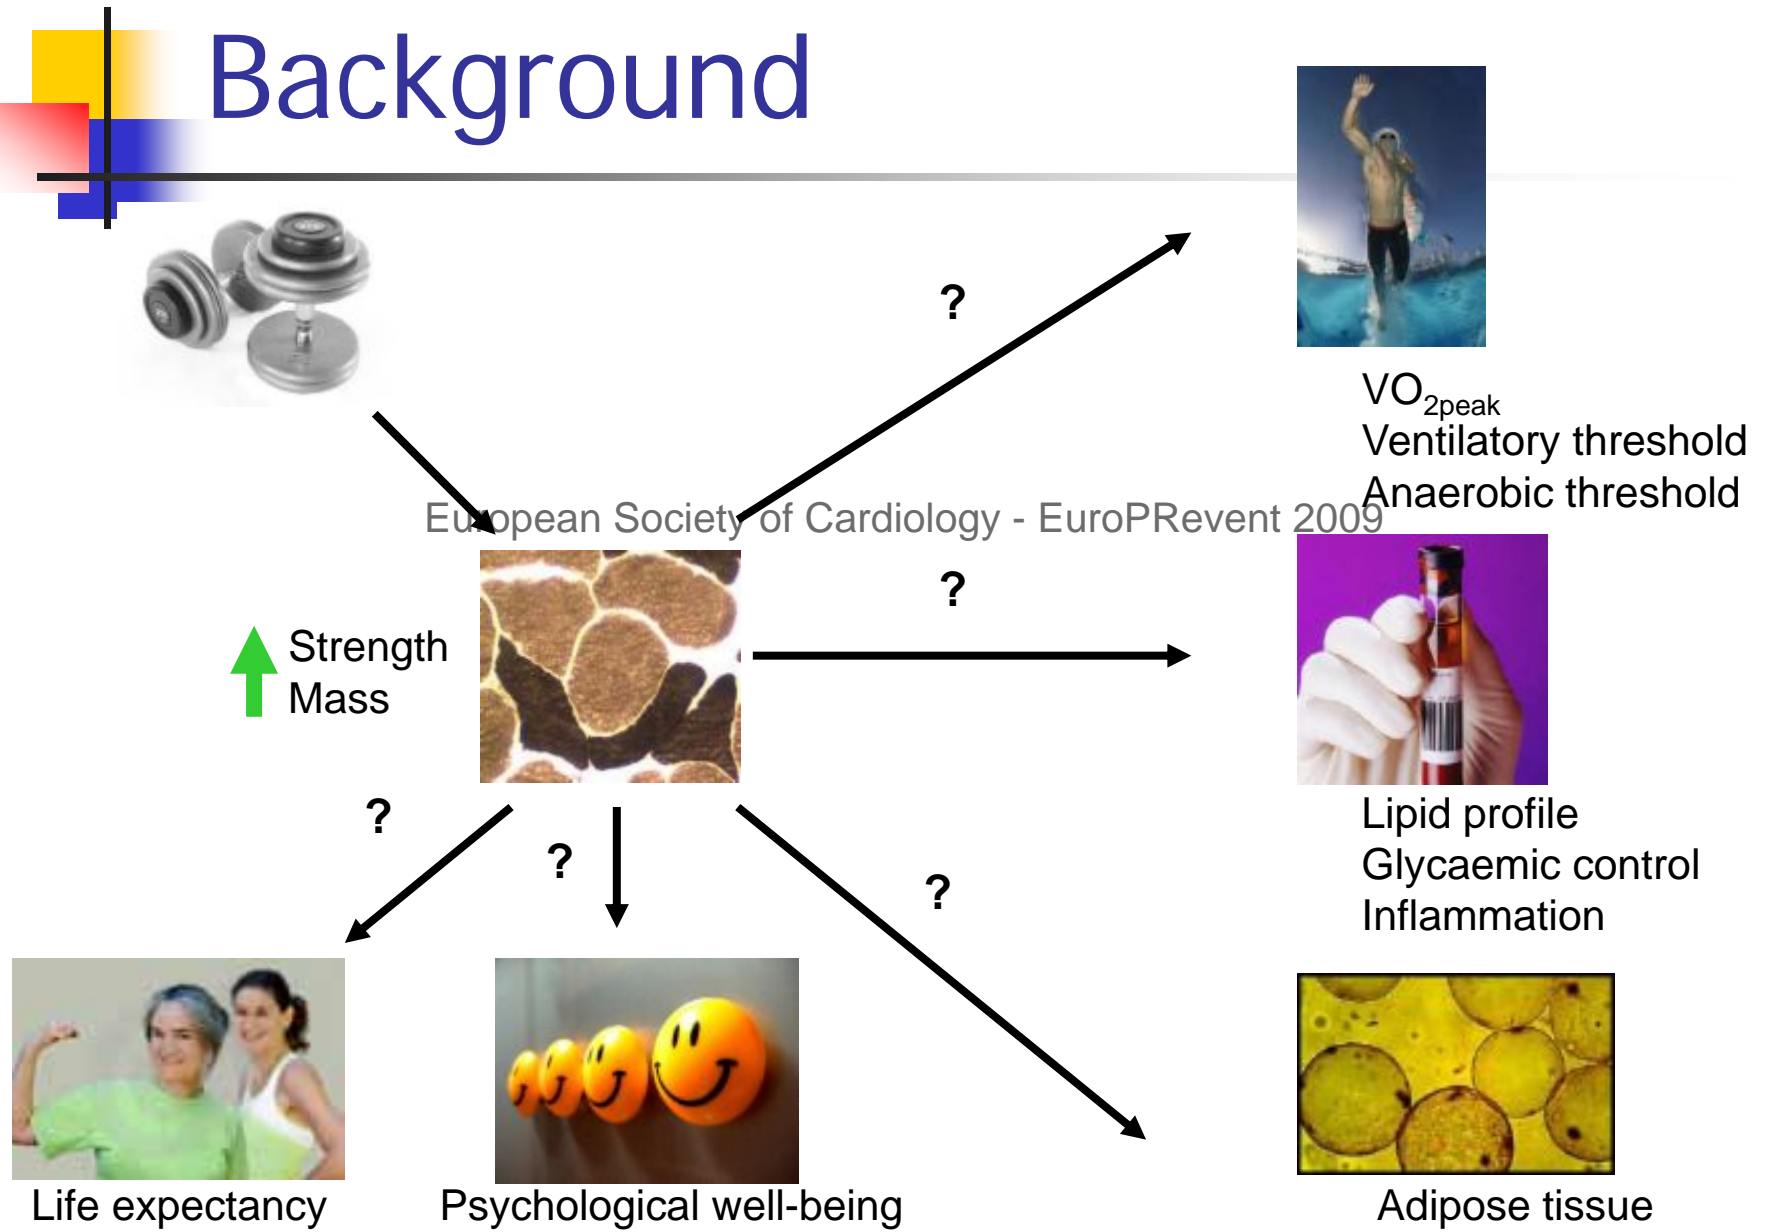 Background
?
VO2peak
Ventilatory threshold
Anaerobic threshold
European Society of Cardiology - EuroPRevent 2009
?
Strength
Mass
?
?
?
Lipid profile
Glycaemic control
Inflammation
Life expectancy
Psychological well-being
Adipose tissue